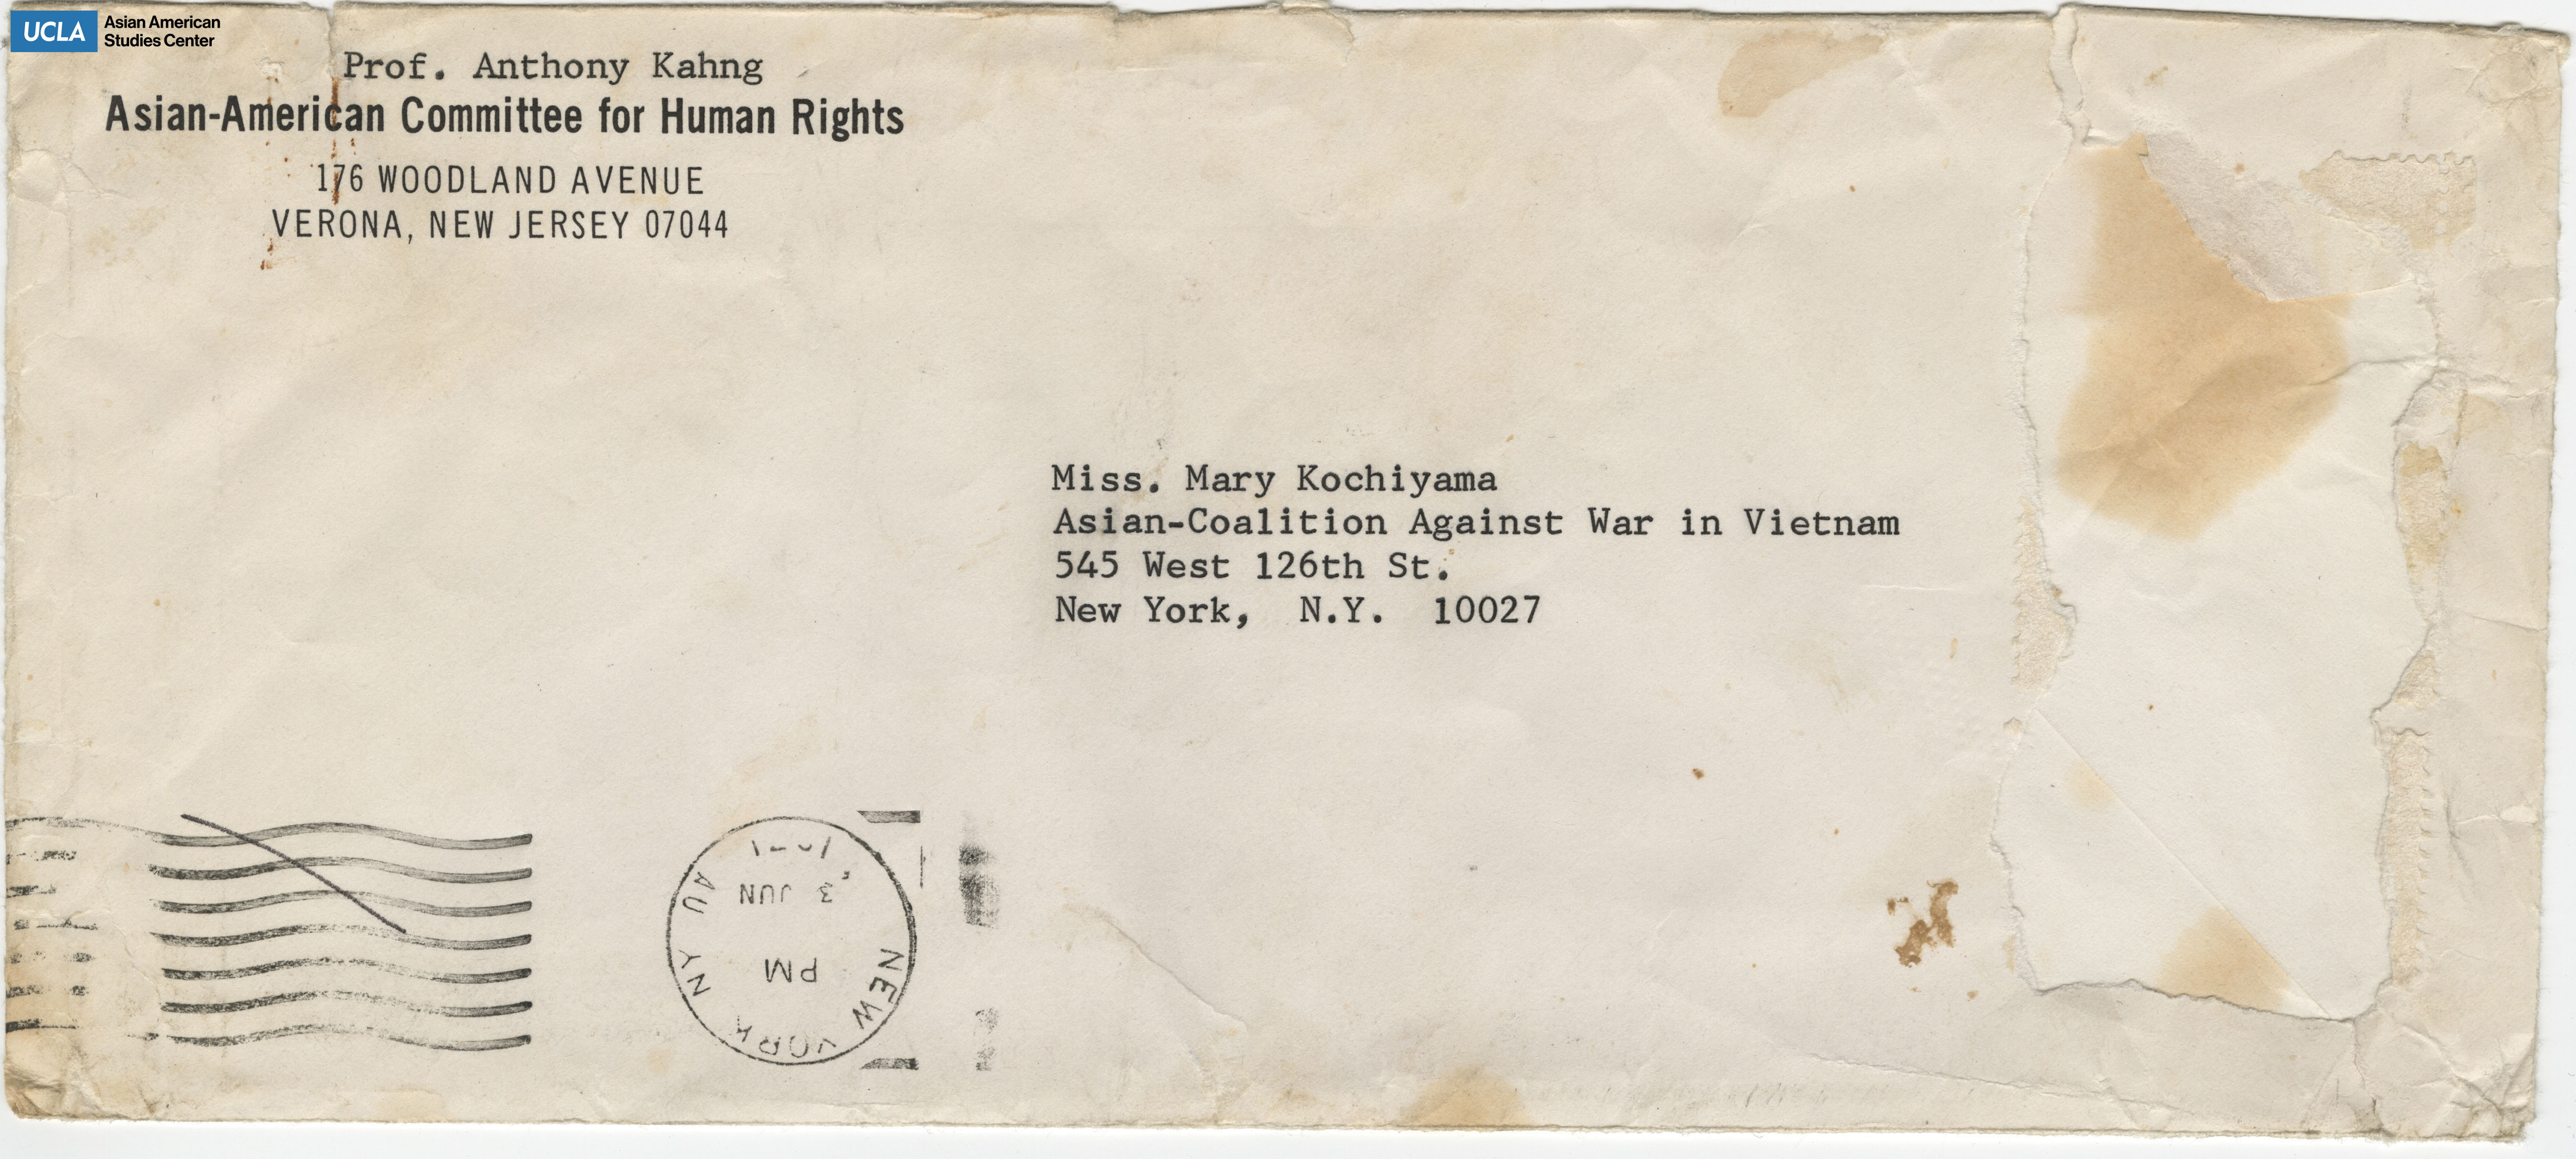 UCLA
Asian American
Studies Center
Prof. Anthony Kahng
Asian-American Committee for Human Rights
176 WOODLAND AVENUE
VERONA, NEW JERSEY 07044
Miss. Mary Kochiyama
Asian-Coalition Against War in Vietnam
545 West 126th St.
New York, N.Y. 10027
NEW YORK NY
PM
3 JUN